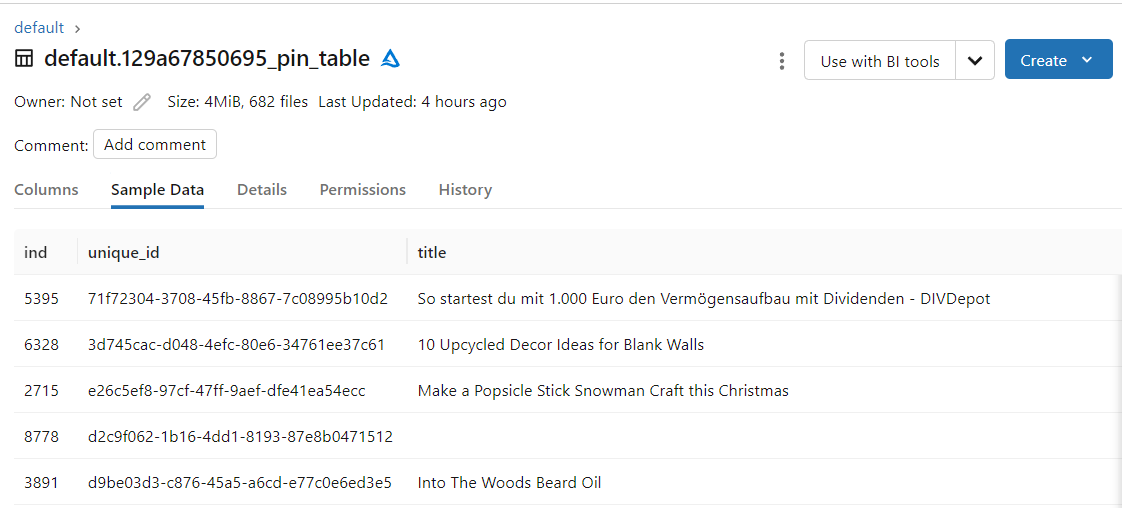 default >
default.129a67850695_pin_table
Use with BI tools
Create
Owner: Not set Size: 4MiB, 682 files Last Updated: 4 hours ago
Comment: Add comment
Columns Sample Data Details Permissions History
ind unique_id title
5395 71f72304-3708-45fb-8867-7c08995b10d2 So startest du mit 1.000 Euro den Vermögensaufbau mit Dividenden - DIVDepot
6328 3d745cac-d048-4efc-80e6-34761ee37c61 10 Upcycled Decor Ideas for Blank Walls
2715 e26c5ef8-97cf-47ff-9aef-dfe41ea54ecc Make a Popsicle Stick Snowman Craft this Christmas
8778 d2c9f062-1b16-4dd1-8193-87e8b0471512
3891 d9be03d3-c876-45a5-a6cd-e77c0e6ed3e5 Into The Woods Beard Oil